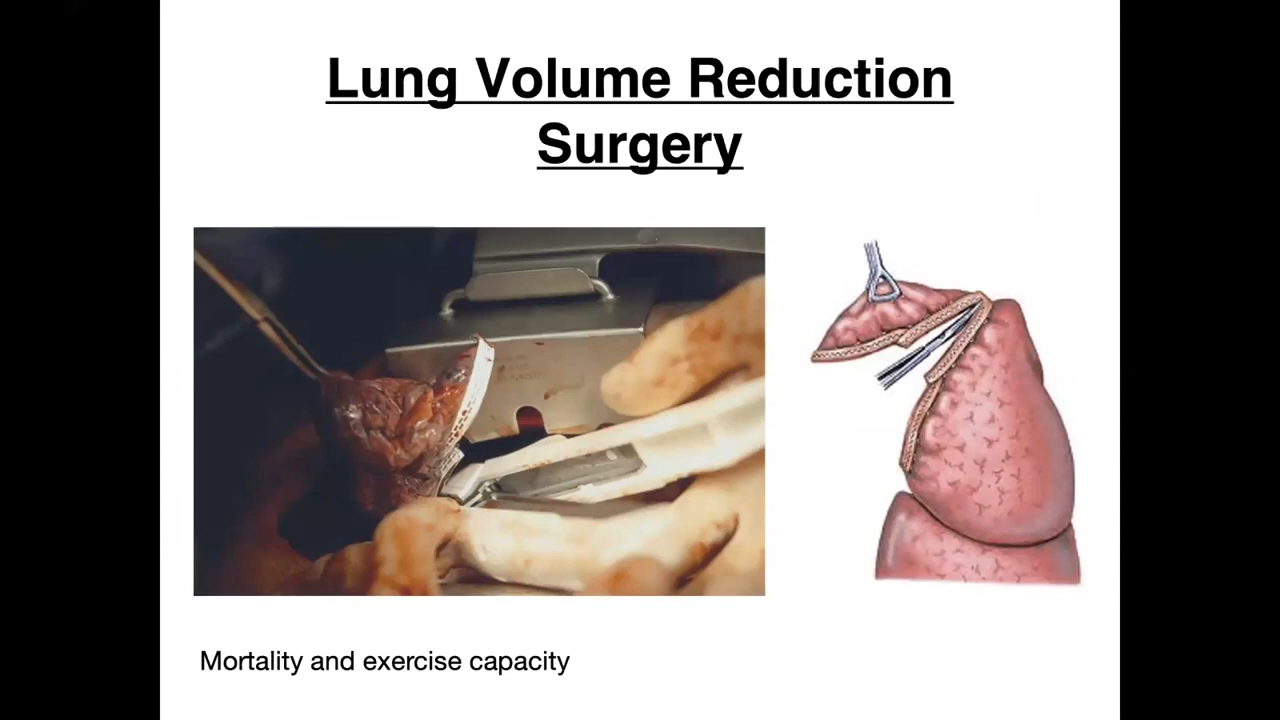 Lung Volume Reduction
Surgery
Mortality and exercise capacity